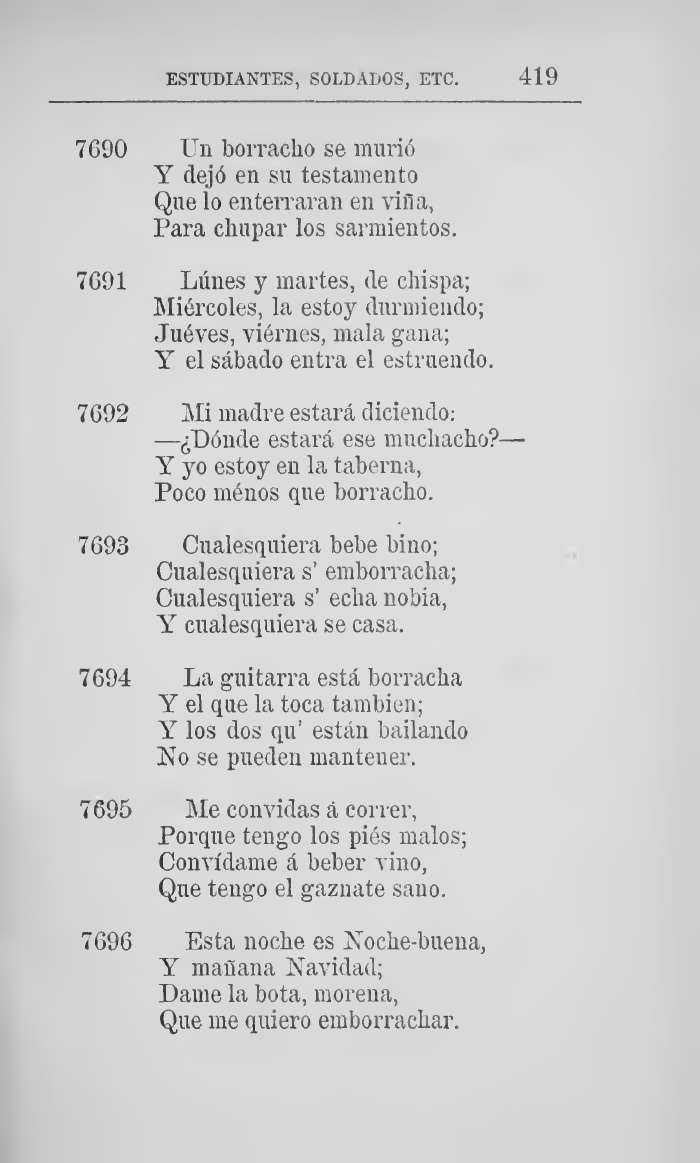 ESTUDIANTES, SOLDADOS, ETC. 419
7690 Un borracho se murió
Y dejó en su testamento
Que lo enterraran en viña,
Para chupar los sarmientos.
7691 Lúnes y martes, de chispa;
Miércoles, la estoy durmiendo;
Juéves, viérnes, mala gana;
Y el sábado entra el estruendo.
7692 Mi madre estará diciendo:
—¿Dónde estará ese muchacho?—
Y yo estoy en la taberna,
Poco ménos que borracho.
7693 Cualesquiera bebe bino;
Cualesquiera s' emborracha;
Cualesquiera s' echa nobia,
Y cualesquiera se casa.
7694 La guitarra está borracha
Y el que la toca tambien;
Y los dos qu' están bailando
No se pueden mantener.
7695 Me convidas á correr,
Porque tengo los piés malos;
Convídame á beber vino,
Que tengo el gaznate sano.
7696 Esta noche es Noche-buena,
Y mañana Navidad;
Dame la bota, morena,
Que me quiero emborrachar.